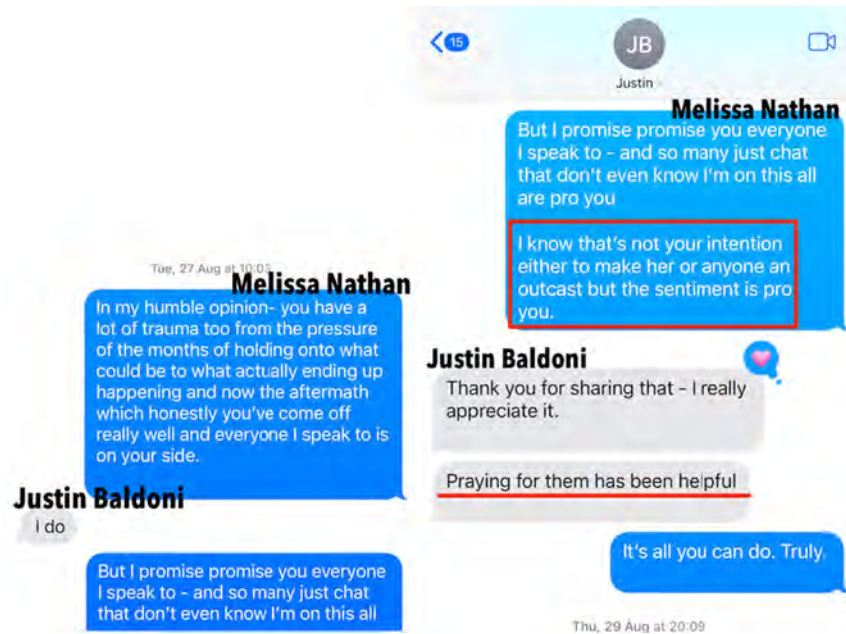 Tue, 27 Aug at 10:03
Melissa Nathan
In my humble opinion- you have a
lot of trauma too from the pressure
of the months of holding onto what
could be to what actually ending up
happening and now the aftermath
which honestly you've come off
really well and everyone I speak to is
on your side.
Justin Baldoni
I do
But I promise promise you everyone
I speak to - and so many just chat
that don't even know I'm on this all
15
JB
Justin
Melissa Nathan
But I promise promise you everyone
I speak to - and so many just chat
that don't even know I'm on this all
are pro you
I know that's not your intention
either to make her or anyone an
outcast but the sentiment is pro
you.
Justin Baldoni
Thank you for sharing that - I really
appreciate it.
Praying for them has been helpful
It's all you can do. Truly.
Thu, 29 Aug at 20:09